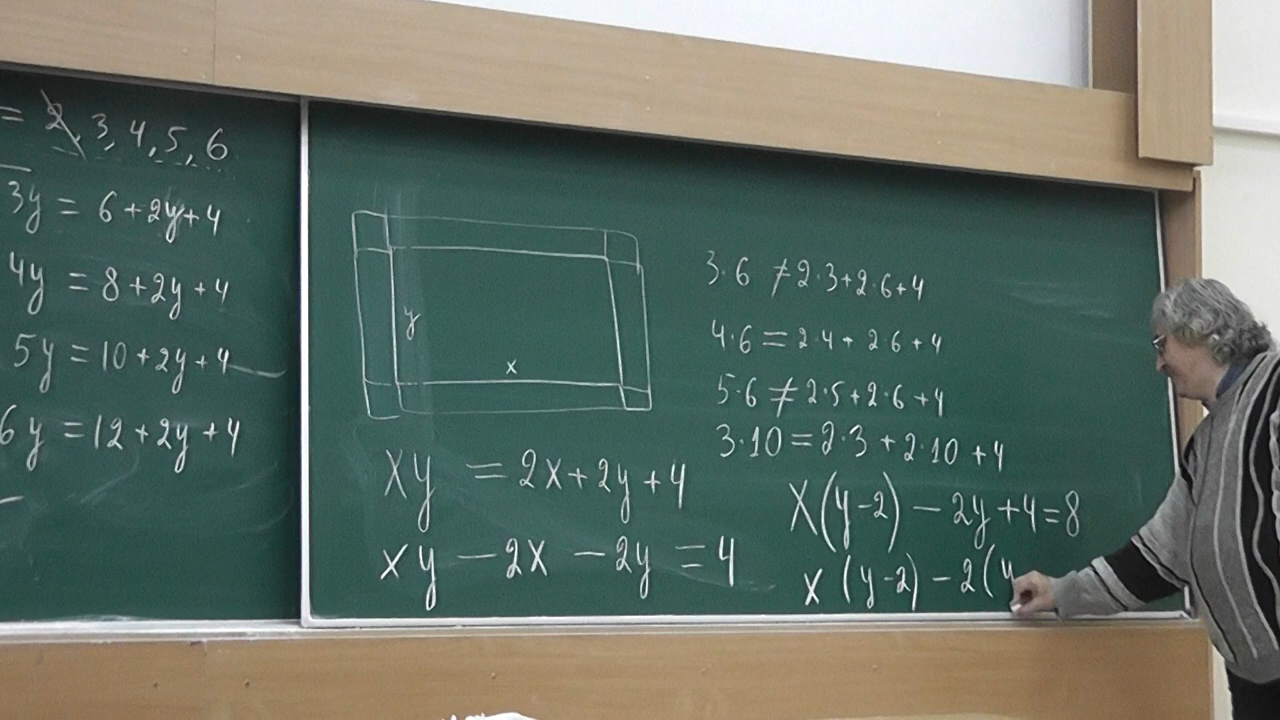 = 2, 3, 4, 5, 6
3y = 6+2y+4
4y = 8+2y+4
5y = 10+2y+4
6y = 12+2y+4
y
x
xy = 2x+2y+4
xy - 2x - 2y = 4
3·6 ≠ 2·3+2·6+4
4·6 = 2·4+2·6+4
5·6 ≠ 2·5+2·6+4
3·10 = 2·3+2·10+4
x(y-2) - 2y+4=8
x(y-2) - 2(y